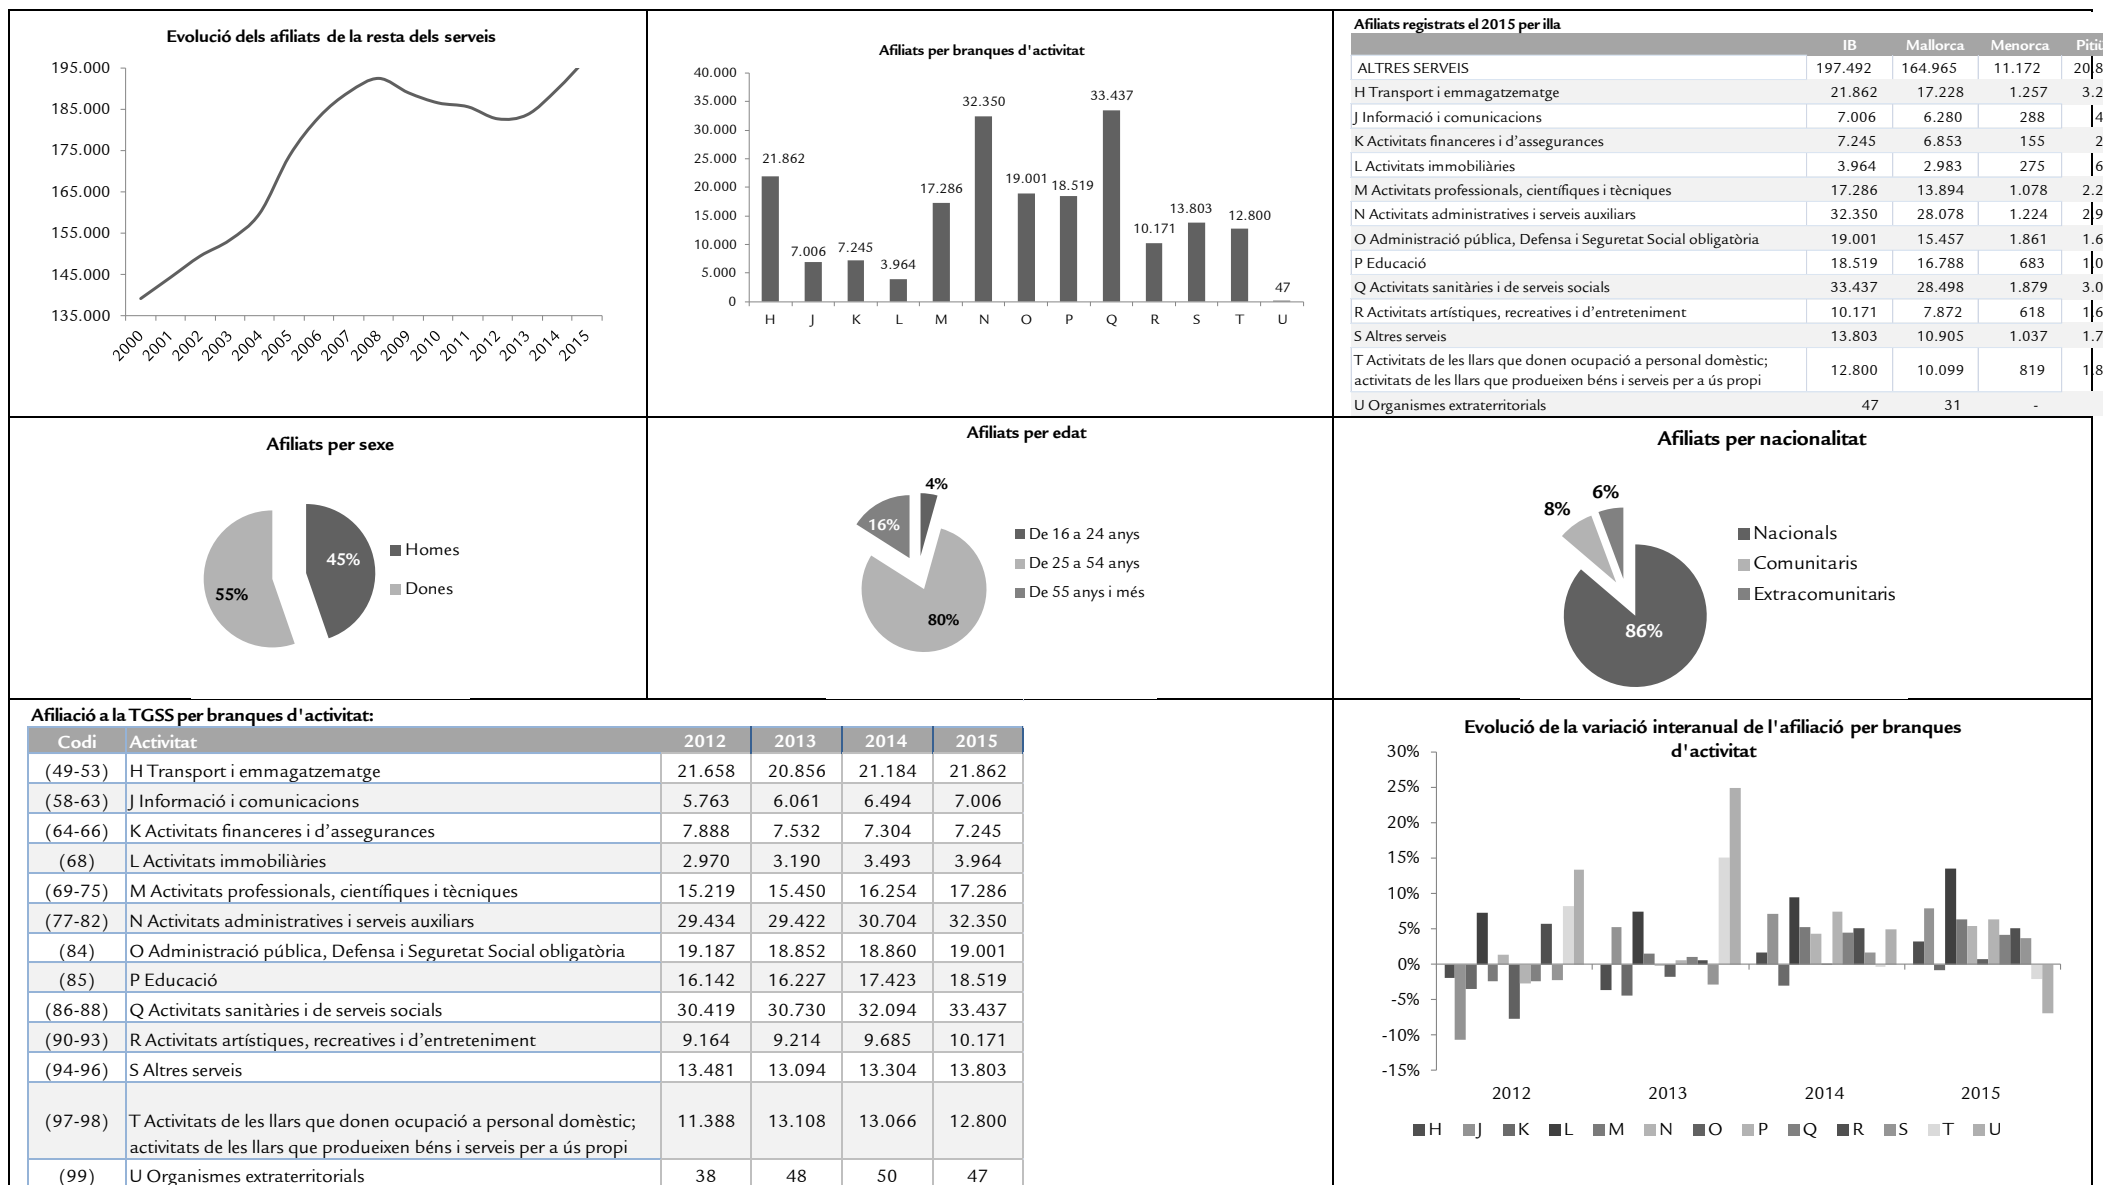 Evolució dels afiliats de la resta dels serveis
195.000
185.000
175.000
165.000
155.000
145.000
135.000
2000 2001 2002 2003 2004 2005 2006 2007 2008 2009 2010 2011 2012 2013 2014 2015
Afiliats per branques d'activitat
40.000
35.000
30.000
25.000
20.000
15.000
10.000
5.000
0
21.862 7.006 7.245 3.964 17.286 32.350 19.001 18.519 33.437 10.171 13.803 12.800 47
H J K L M N O P Q R S T U
Afiliats registrats el 2015 per illa
IB Mallorca Menorca
ALTRES SERVEIS 197.492 164.965 11.172
H Transport i emmagatzematge 21.862 17.228 1.257
J Informació i comunicacions 7.006 6.280 288
K Activitats financeres i d’assegurances 7.245 6.853 155
L Activitats immobiliàries 3.964 2.983 275
M Activitats professionals, científiques i tècniques 17.286 13.894 1.078
N Activitats administratives i serveis auxiliars 32.350 28.078 1.224
O Administració pública, Defensa i Seguretat Social obligatòria 19.001 15.457 1.861
P Educació 18.519 16.788 683
Q Activitats sanitàries i de serveis socials 33.437 28.498 1.879
R Activitats artístiques, recreatives i d’entreteniment 10.171 7.872 618
S Altres serveis 13.803 10.905 1.037
T Activitats de les llars que donen ocupació a personal domèstic;
activitats de les llars que produeixen béns i serveis per a ús propi 12.800 10.099 819
U Organismes extraterritorials 47 31 -
Afiliats per sexe
45%
55%
Homes
Dones
Afiliats per edat
4%
16%
80%
De 16 a 24 anys
De 25 a 54 anys
De 55 anys i més
Afiliats per nacionalitat
6%
8%
86%
Nacionals
Comunitaris
Extracomunitaris
Afiliació a la TGSS per branques d'activitat:
Codi Activitat 2012 2013 2014 2015
(49-53) H Transport i emmagatzematge 21.658 20.856 21.184 21.862
(58-63) J Informació i comunicacions 5.763 6.061 6.494 7.006
(64-66) K Activitats financeres i d’assegurances 7.888 7.532 7.304 7.245
(68) L Activitats immobiliàries 2.970 3.190 3.493 3.964
(69-75) M Activitats professionals, científiques i tècniques 15.219 15.450 16.254 17.286
(77-82) N Activitats administratives i serveis auxiliars 29.434 29.422 30.704 32.350
(84) O Administració pública, Defensa i Seguretat Social obligatòria 19.187 18.852 18.860 19.001
(85) P Educació 16.142 16.227 17.423 18.519
(86-88) Q Activitats sanitàries i de serveis socials 30.419 30.730 32.094 33.437
(90-93) R Activitats artístiques, recreatives i d’entreteniment 9.164 9.214 9.685 10.171
(94-96) S Altres serveis 13.481 13.094 13.304 13.803
(97-98) T Activitats de les llars que donen ocupació a personal domèstic; 11.388 13.108 13.066 12.800
activitats de les llars que produeixen béns i serveis per a ús propi
(99) U Organismes extraterritorials 38 48 50 47
Evolució de la variació interanual de l'afiliació per branques
d'activitat
30%
25%
20%
15%
10%
5%
0%
-5%
-10%
-15%
2012 2013 2014 2015
H J K L M N O P Q R S T U